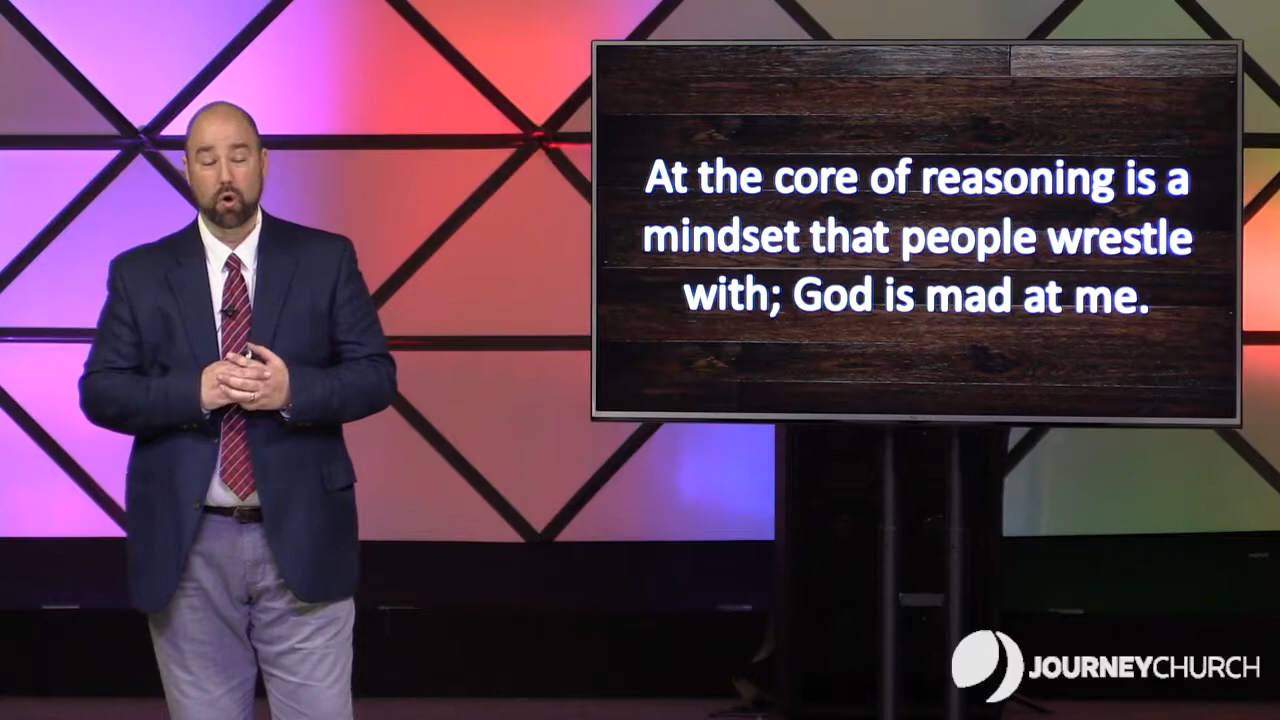 At the core of reasoning is a
mindset that people wrestle
with; God is mad at me.
JOURNEYCHURCH